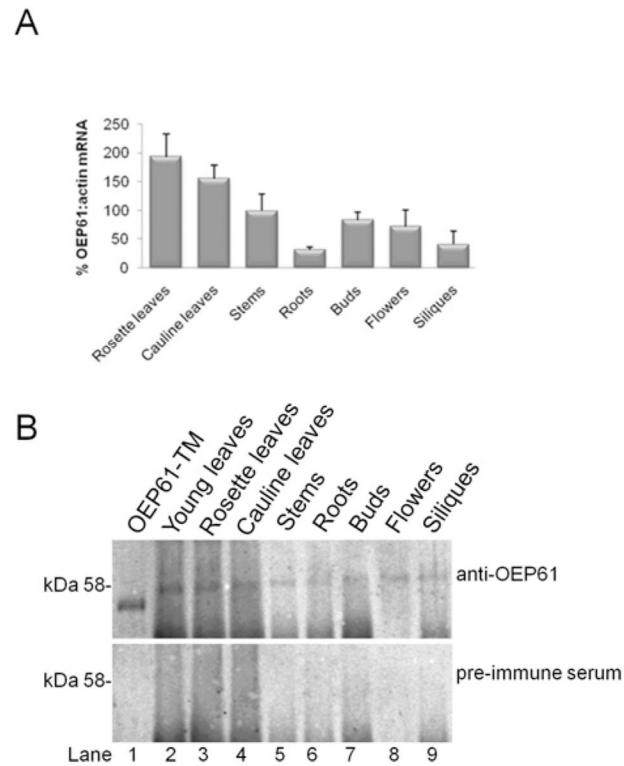 A
% OEP61:actin mRNA
250
200
150
100
50
0
Rosette leaves
Cauline leaves
Stems
Roots
Buds
Flowers
Siliques
B
OEP61-TM
Young leaves
Rosette leaves
Cauline leaves
Stems
Roots
Buds
Flowers
Siliques
kDa 58-
anti-OEP61
kDa 58-
pre-immune serum
Lane 1 2 3 4 5 6 7 8 9